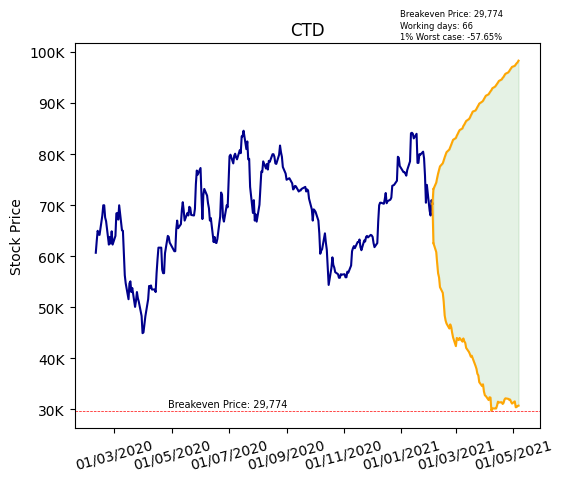 Breakeven Price: 29,774
Working days: 66
1% Worst case: -57.65%
CTD
100K
90K
80K
70K
60K
50K
40K
30K
Stock Price
Breakeven Price: 29,774
01/03/2020
01/05/2020
01/07/2020
01/09/2020
01/11/2020
01/01/2021
01/03/2021
01/05/2021